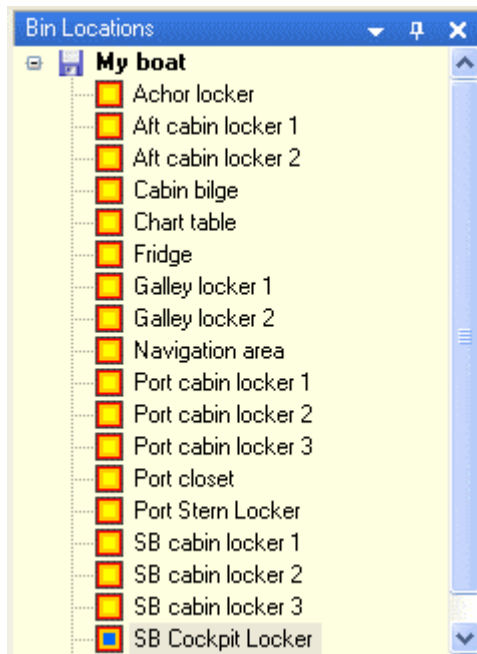 Bin Locations
My boat
Achor locker
Aft cabin locker 1
Aft cabin locker 2
Cabin bilge
Chart table
Fridge
Galley locker 1
Galley locker 2
Navigation area
Port cabin locker 1
Port cabin locker 2
Port cabin locker 3
Port closet
Port Stern Locker
SB cabin locker 1
SB cabin locker 2
SB cabin locker 3
SB Cockpit Locker